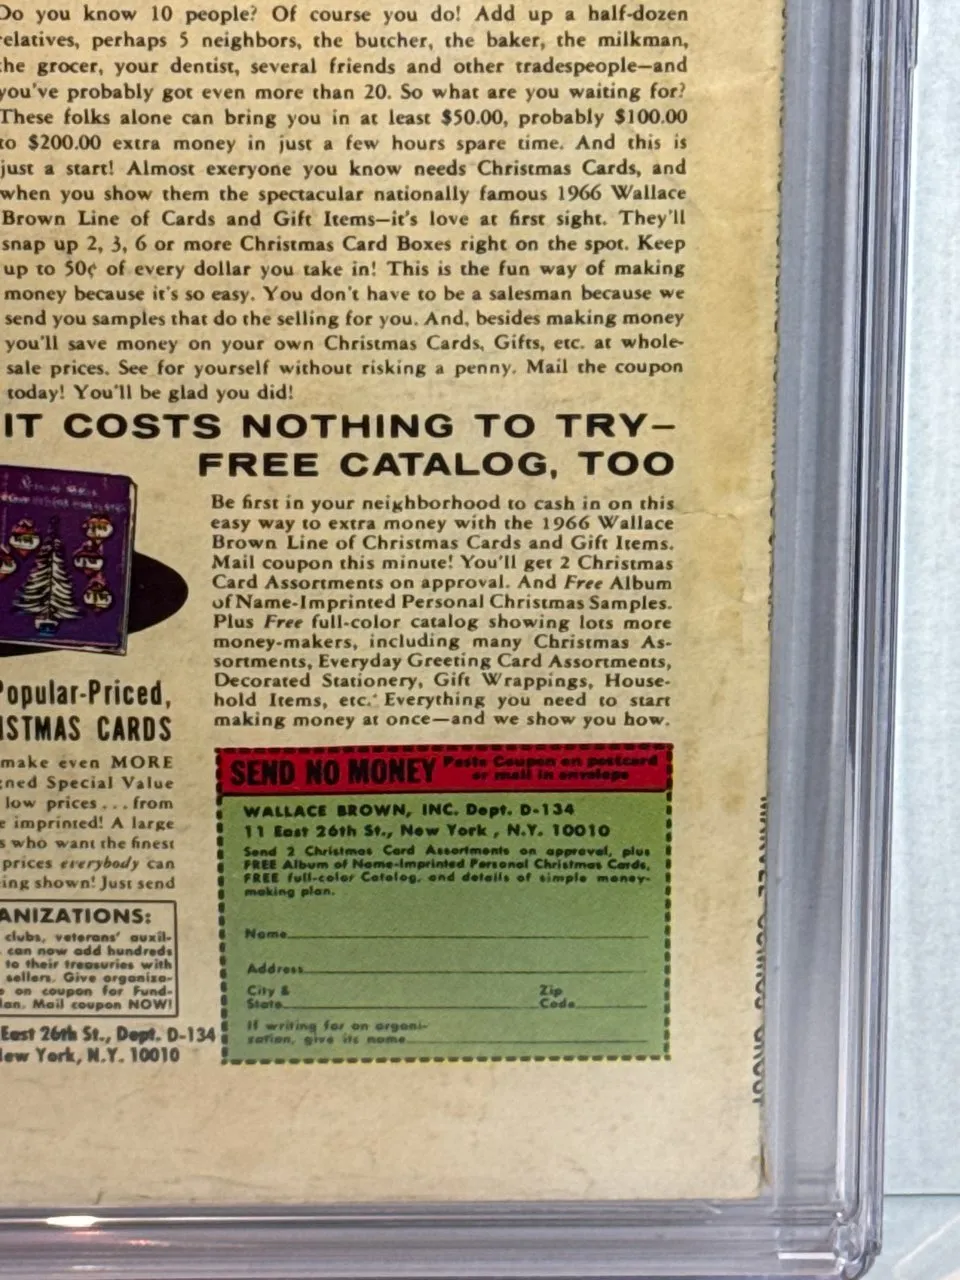 Do you know 10 people? Of course you do! Add up a half-dozen
relatives, perhaps 5 neighbors, the butcher, the baker, the milkman,
the grocer, your dentist, several friends and other tradespeople—and
you've probably got even more than 20. So what are you waiting for?
These folks alone can bring you in at least $50.00, probably $100.00
to $200.00 extra money in just a few hours spare time. And this is
just a start! Almost exeryone you know needs Christmas Cards, and
when you show them the spectacular nationally famous 1966 Wallace
Brown Line of Cards and Gift Items—it's love at first sight. They'll
snap up 2, 3, 6 or more Christmas Card Boxes right on the spot. Keep
up to 50¢ of every dollar you take in! This is the fun way of making
money because it's so easy. You don't have to be a salesman because we
send you samples that do the selling for you. And, besides making money
you'll save money on your own Christmas Cards, Gifts, etc. at whole-
sale prices. See for yourself without risking a penny. Mail the coupon
today! You'll be glad you did!
IT COSTS NOTHING TO TRY—
FREE CATALOG, TOO
Be first in your neighborhood to cash in on this
easy way to extra money with the 1966 Wallace
Brown Line of Christmas Cards and Gift Items.
Mail coupon this minute! You'll get 2 Christmas
Card Assortments on approval. And Free Album
of Name-Imprinted Personal Christmas Samples.
Plus Free full-color catalog showing lots more
money-makers, including many Christmas As-
sortments, Everyday Greeting Card Assortments,
Decorated Stationery, Gift Wrappings, House-
hold Items, etc. Everything you need to start
making money at once—and we show you how.
Popular-Priced,
ISTMAS CARDS
make even MORE
gned Special Value
low prices . . . from
e imprinted! A large
s who want the finest
prices everybody can
ing shown! Just send
ANIZATIONS:
clubs, veterans' auxil-
can now add hundreds
to their treasuries with
sellers. Give organiza-
on coupon for Fund-
lan. Mail coupon NOW!
East 26th St., Dept. D-134
New York, N.Y. 10010
SEND NO MONEY Paste Coupon on postcard
or mail in envelope
WALLACE BROWN, INC. Dept. D-134
11 East 26th St., New York , N.Y. 10010
Send 2 Christmas Card Assortments on approval, plus
FREE Album of Name-Imprinted Personal Christmas Cards,
FREE full-color Catalog, and details of simple money-
making plan.
Name
Address
City & Zip
State Code
If writing for an organi-
zation, give its name
MARVEL COMICS GROUP